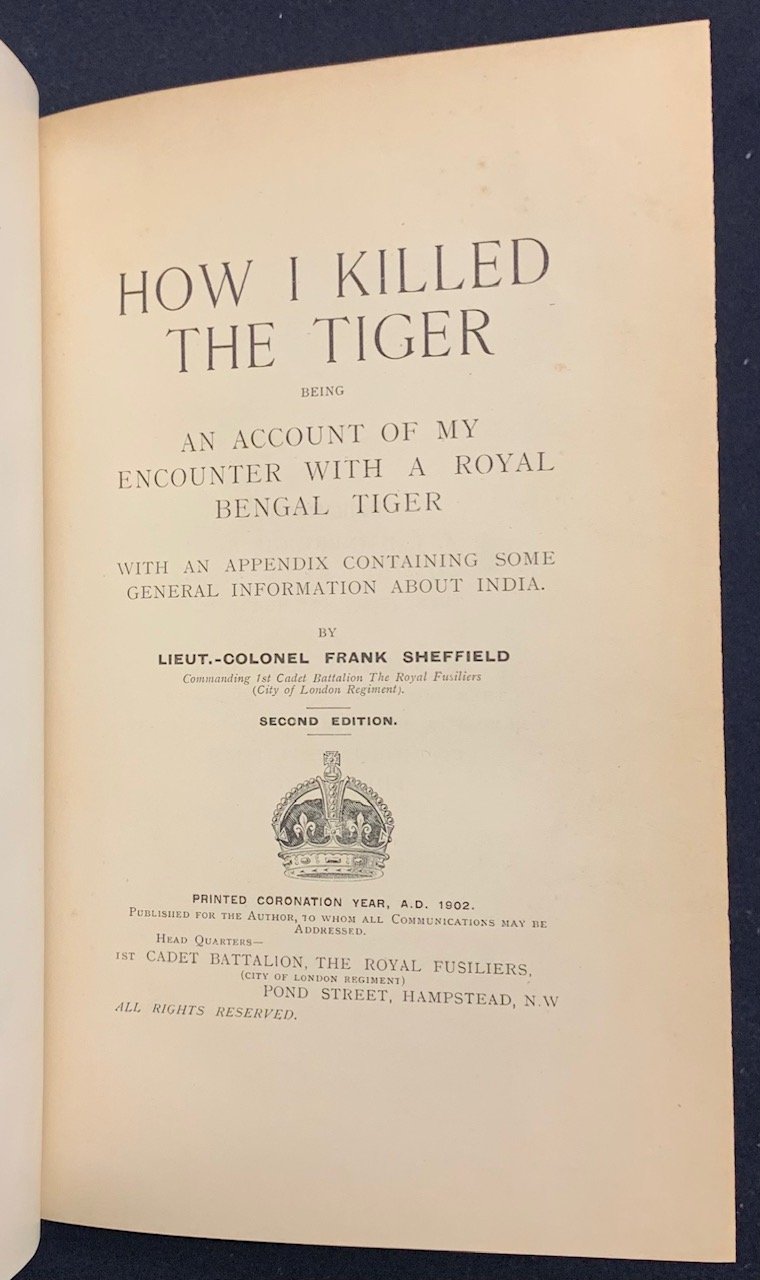 HOW I KILLED
THE TIGER
BEING
AN ACCOUNT OF MY
ENCOUNTER WITH A ROYAL
BENGAL TIGER
WITH AN APPENDIX CONTAINING SOME
GENERAL INFORMATION ABOUT INDIA.
BY
LIEUT.-COLONEL FRANK SHEFFIELD
Commanding 1st Cadet Battalion The Royal Fusiliers
(City of London Regiment).
SECOND EDITION.
PRINTED CORONATION YEAR, A.D. 1902.
PUBLISHED FOR THE AUTHOR, TO WHOM ALL COMMUNICATIONS MAY BE
ADDRESSED.
HEAD QUARTERS—
1ST CADET BATTALION, THE ROYAL FUSILIERS,
(CITY OF LONDON REGIMENT)
POND STREET, HAMPSTEAD, N.W
ALL RIGHTS RESERVED.